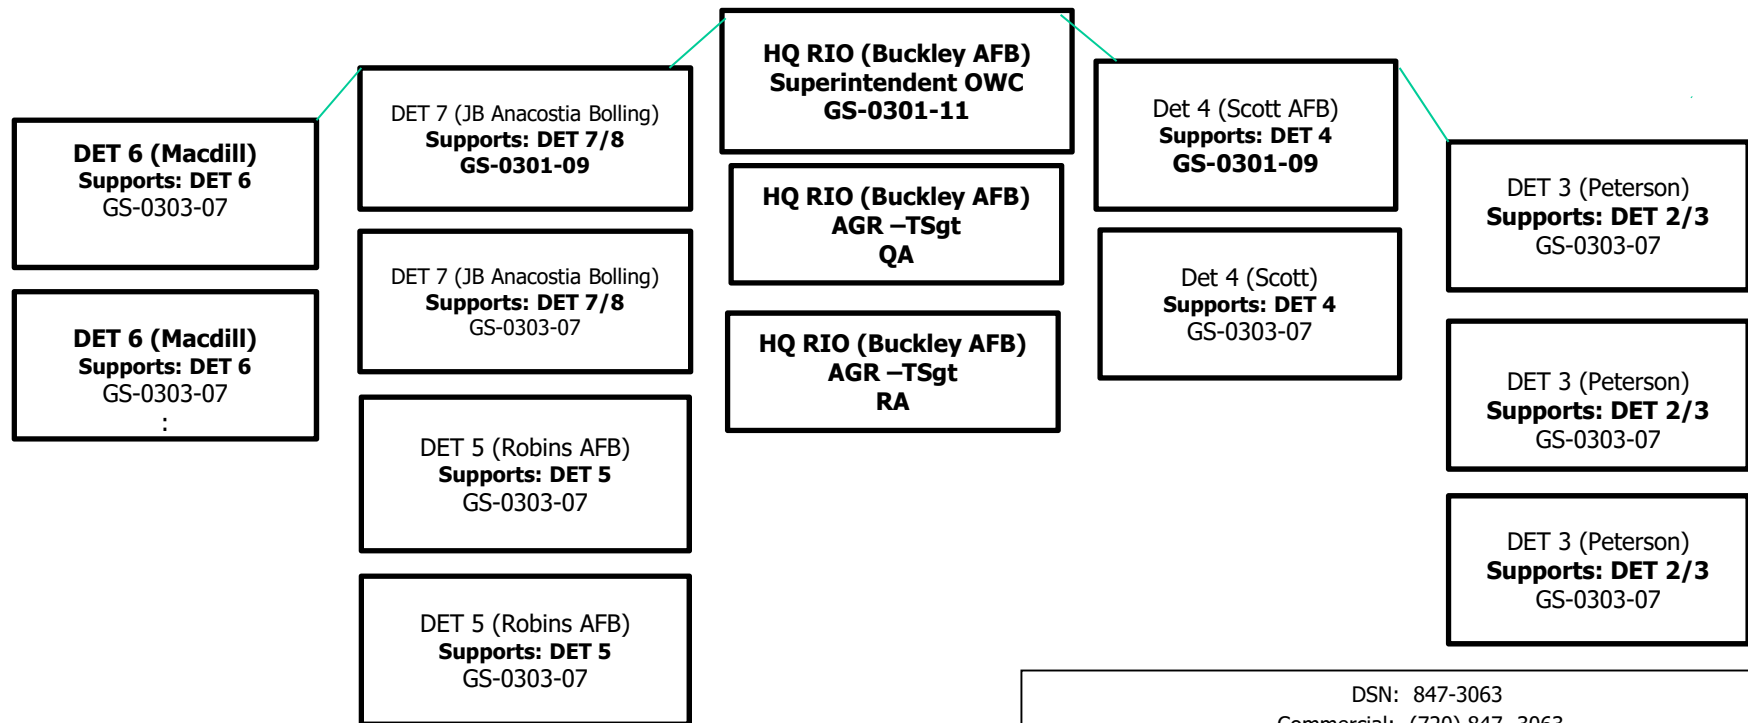 HQ RIO (Buckley AFB)
Superintendent OWC
GS-0301-11
HQ RIO (Buckley AFB)
AGR –TSgt
QA
HQ RIO (Buckley AFB)
AGR –TSgt
RA
DET 6 (Macdill)
Supports: DET 6
GS-0303-07
DET 6 (Macdill)
Supports: DET 6
GS-0303-07
:
DET 7 (JB Anacostia Bolling)
Supports: DET 7/8
GS-0301-09
DET 7 (JB Anacostia Bolling)
Supports: DET 7/8
GS-0303-07
DET 5 (Robins AFB)
Supports: DET 5
GS-0303-07
DET 5 (Robins AFB)
Supports: DET 5
GS-0303-07
Det 4 (Scott AFB)
Supports: DET 4
GS-0301-09
Det 4 (Scott)
Supports: DET 4
GS-0303-07
DET 3 (Peterson)
Supports: DET 2/3
GS-0303-07
DET 3 (Peterson)
Supports: DET 2/3
GS-0303-07
DET 3 (Peterson)
Supports: DET 2/3
GS-0303-07
DSN: 847-3063
Commercial: (720) 847- 3063